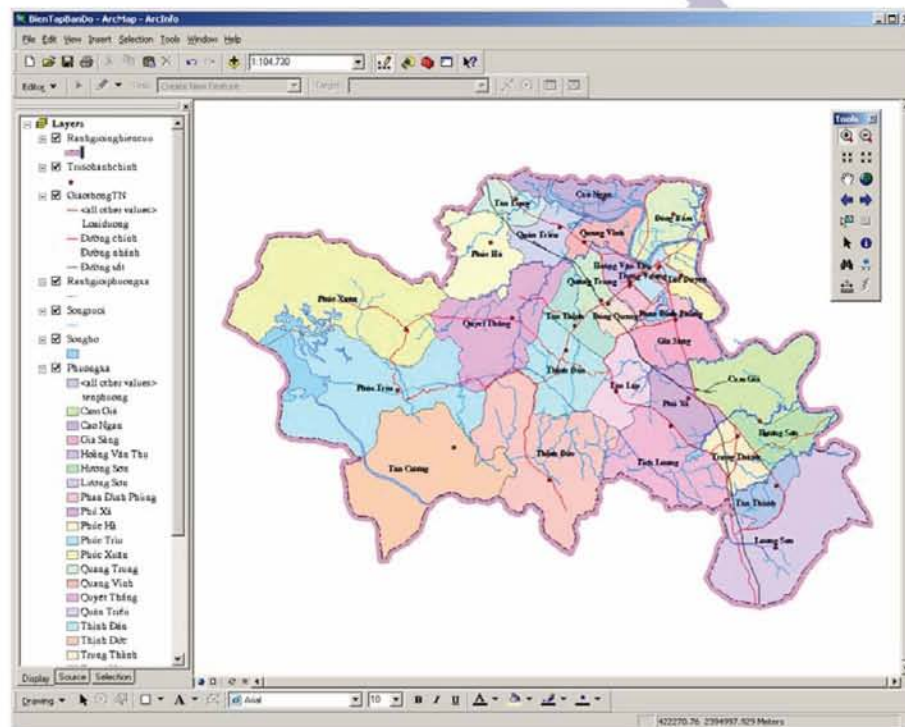 BienTapBanDo - ArcMap - ArcInfo
File Edit View Insert Selection Tools Window Help
1:104,730
Editor Task: Create New Feature Target:
Layers
Ranhgioinghiencuu
Trusohanhchinh
GiaothongTN
<all other values>
Loaiduong
Đường chính
Đường nhánh
Đường sắt
Ranhgioiphuongxa
Songsuoi
Songho
Phuongxa
<all other values>
tenphuong
Cam Giá
Cao Ngạn
Gia Sàng
Hoàng Văn Thụ
Hương Sơn
Lương Sơn
Phan Đình Phùng
Phú Xá
Phúc Hà
Phúc Trìu
Phúc Xuân
Quang Trung
Quang Vinh
Quyết Thắng
Quán Triều
Thịnh Đán
Thịnh Đức
Trung Thành
Display Source Selection
Tools
Cao Ngạn
Tân Long
Đồng Bẩm
Quán Triều
Quang Vinh
Phúc Hà
Hoàng Văn Thụ
Quang Trung
Túc Duyên
Phúc Xuân
Quyết Thắng
Tân Thịnh
Đồng Quang
Phan Đình Phùng
Gia Sàng
Thịnh Đán
Cam Giá
Phúc Trìu
Tân Lập
Phú Xá
Hương Sơn
Tân Cương
Thịnh Đức
Tích Lương
Trung Thành
Tân Thành
Lương Sơn
Drawing A Arial 10 B I U A
422270.76 2394997.929 Meters